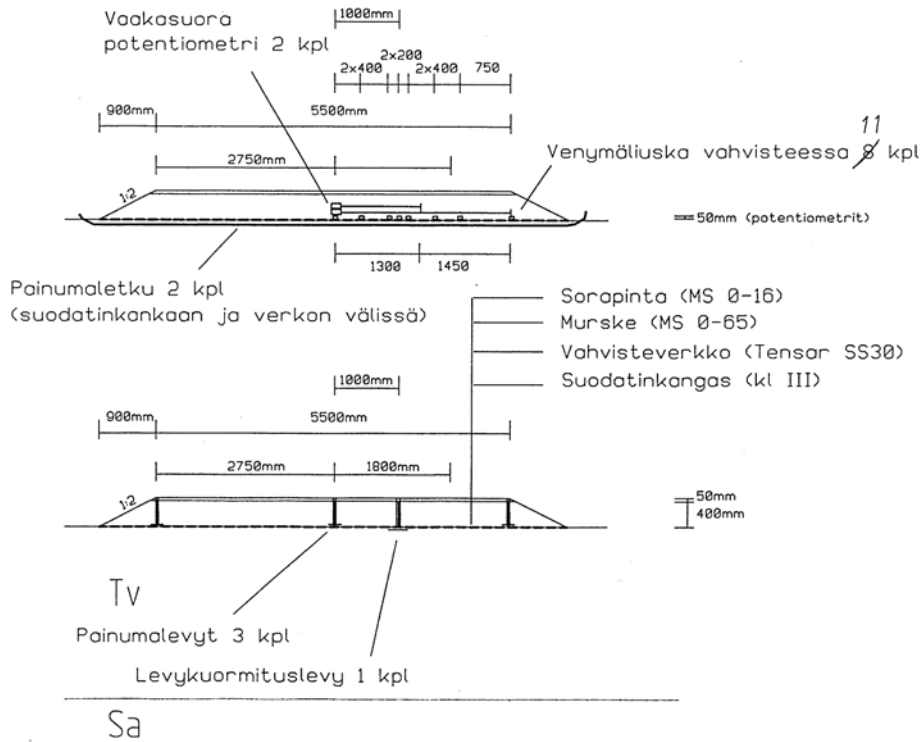 Vaakasuora
potentiometri 2 kpl
1000mm
2x200
2x400 2x400 750
900mm 5500mm
11
2750mm
Venymäliuska vahvisteessa 8 kpl
1:2
50mm (potentiometrit)
1300 1450
Painumaletku 2 kpl
(suodatinkankaan ja verkon välissä)
Sorapinta (MS 0-16)
Murske (MS 0-65)
Vahvisteverkko (Tensar SS30)
Suodatinkangas (kl III)
1000mm
900mm 5500mm
2750mm 1800mm
1:2
50mm
400mm
Tv
Painumalevyt 3 kpl
Levykuormituslevy 1 kpl
Sa